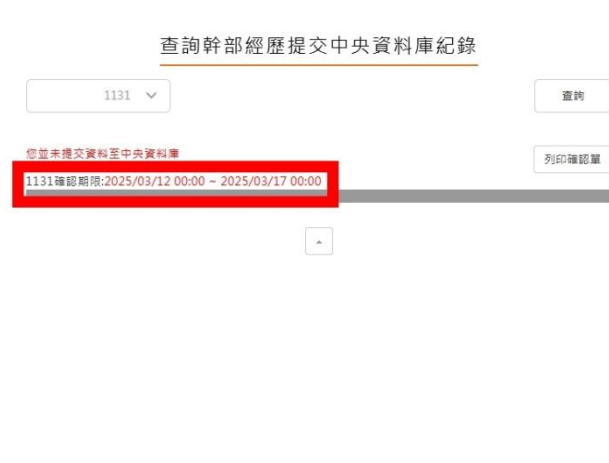 查詢幹部經歷提交中央資料庫紀錄
1131
查詢
您並未提交資料至中央資料庫
列印確認單
1131確認期限:2025/03/12 00:00 ~ 2025/03/17 00:00